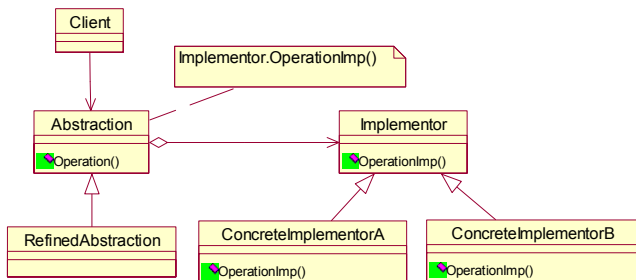 Client
Implementor.OperationImp()
Abstraction
Operation()
Implementor
OperationImp()
RefinedAbstraction
ConcreteImplementorA
OperationImp()
ConcreteImplementorB
OperationImp()